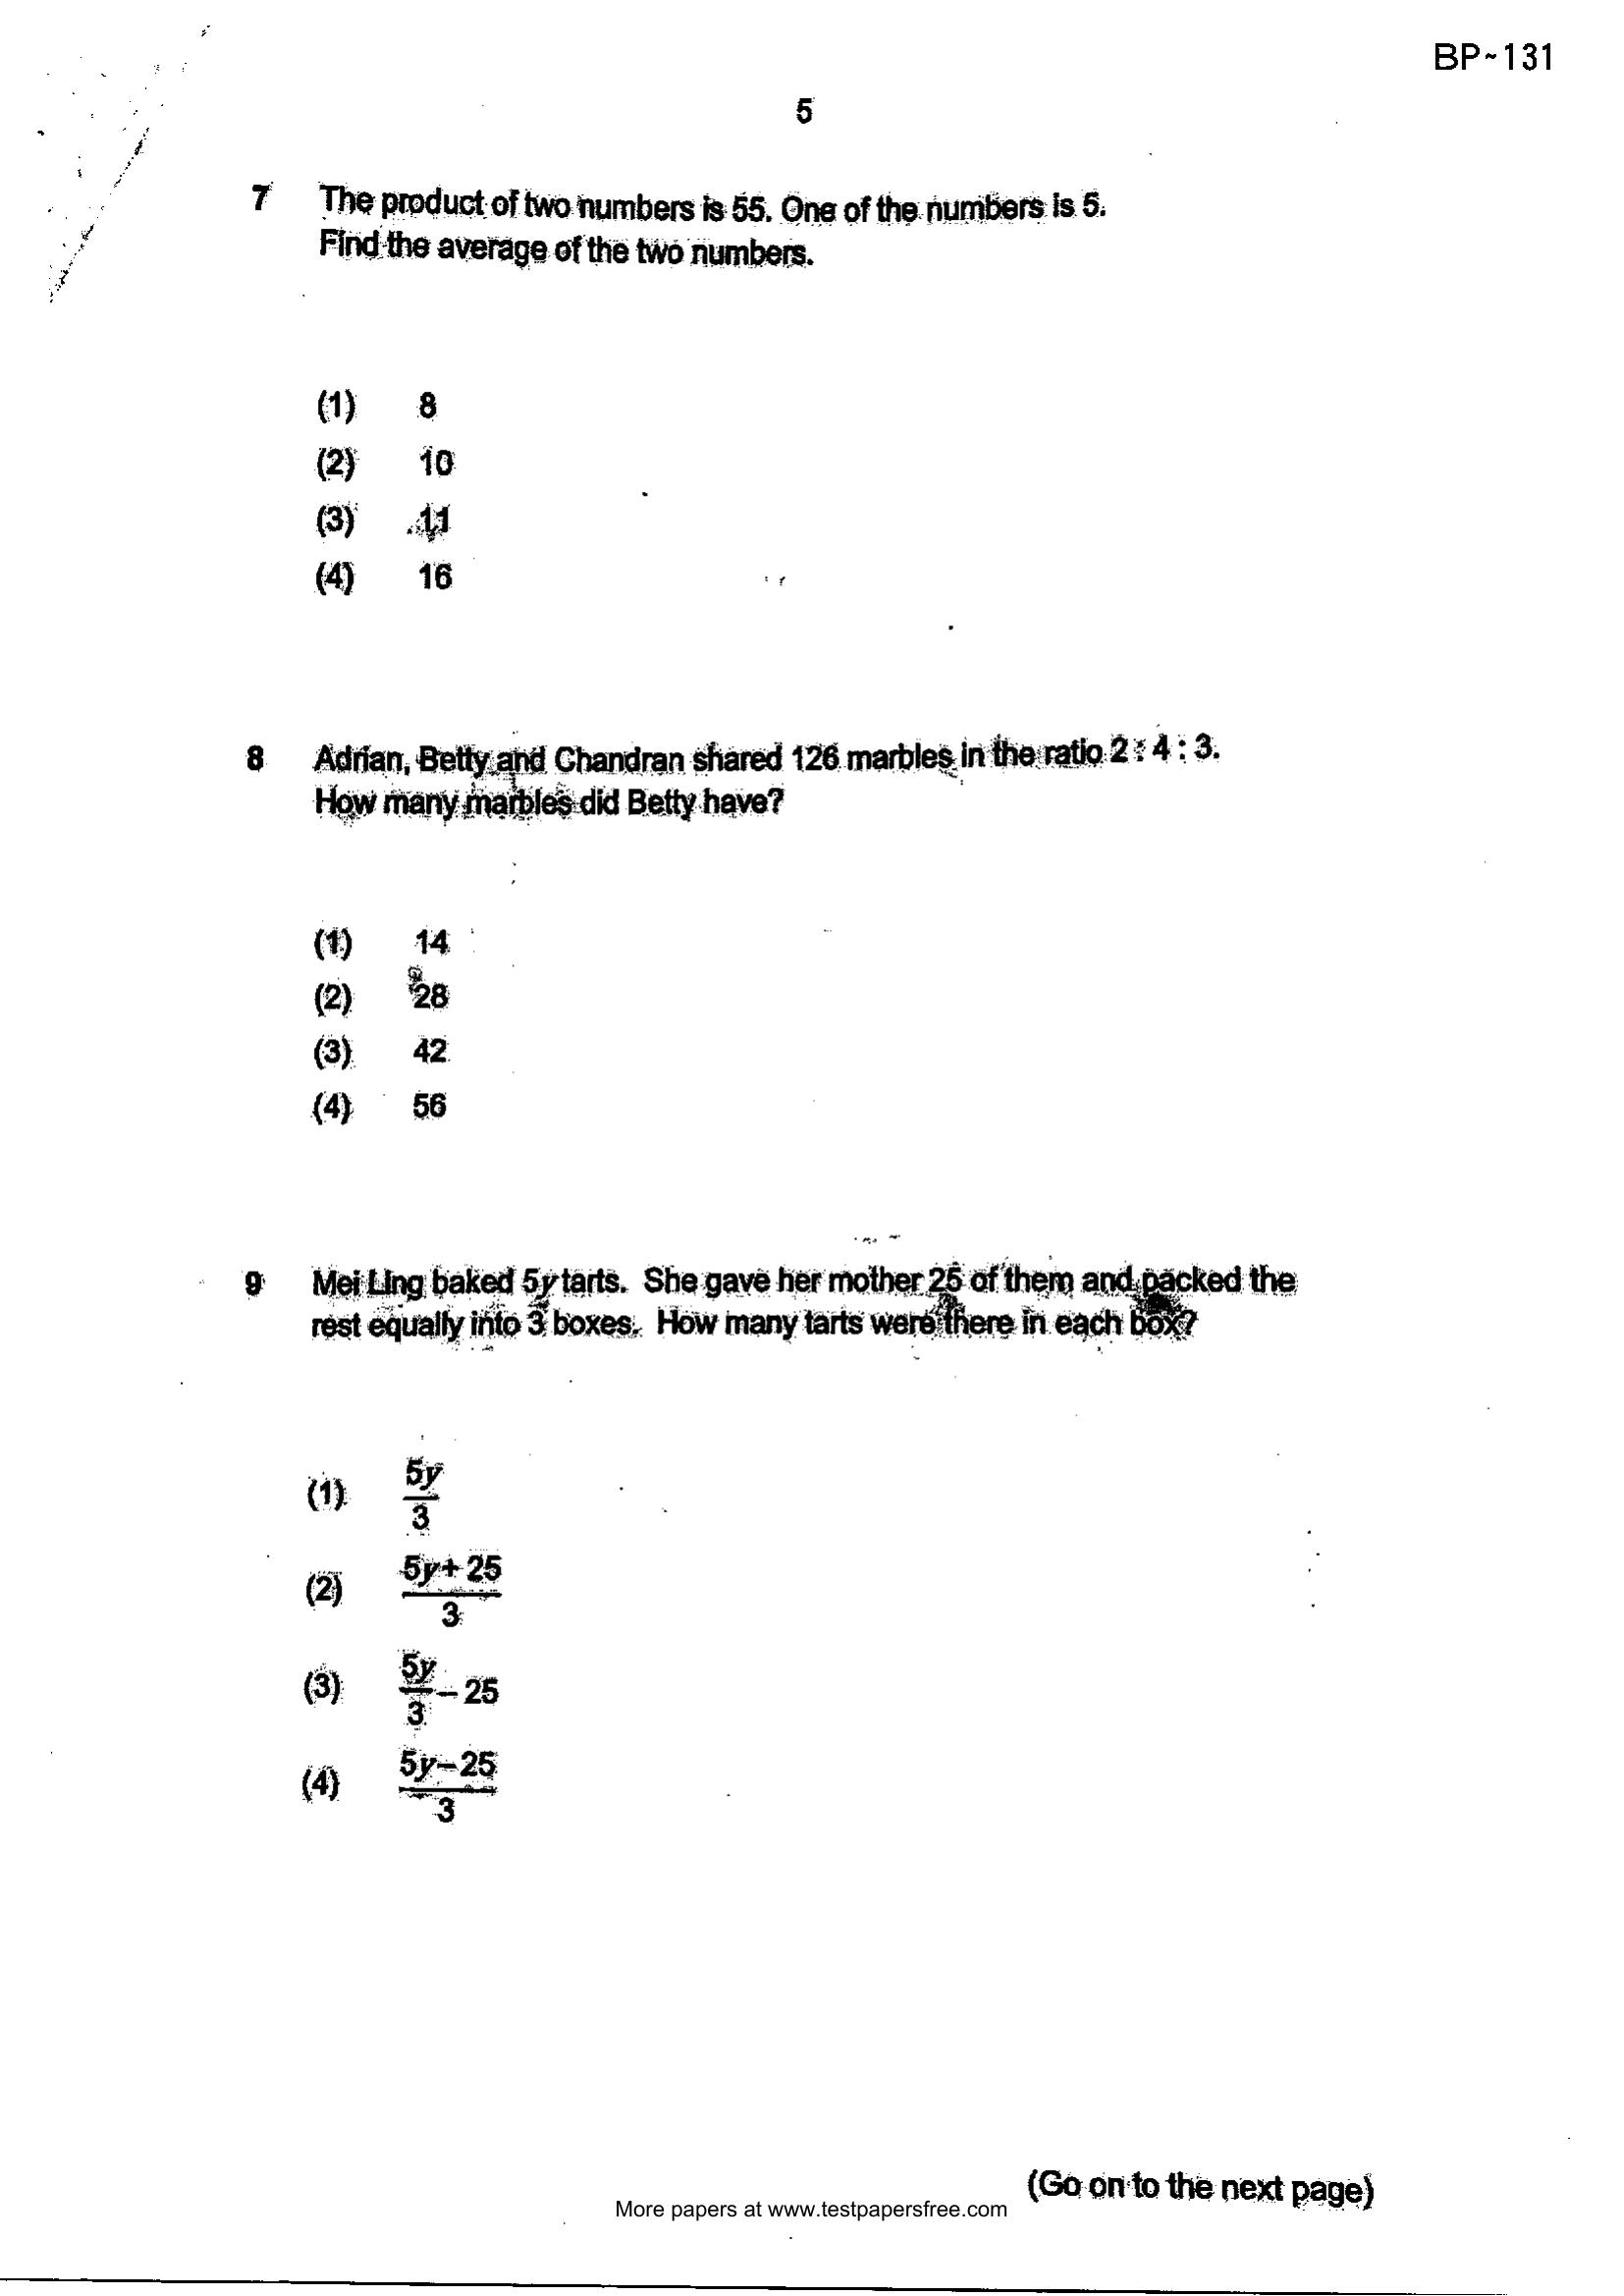 BP~131
5
7 The product of two numbers is 55. One of the numbers is 5.
Find the average of the two numbers.
(1) 8
(2) 10
(3) 11
(4) 16
8 Adrian, Betty and Chandran shared 126 marbles in the ratio 2 : 4 : 3.
How many marbles did Betty have?
(1) 14
(2) 28
(3) 42
(4) 56
9 Mei Ling baked 5y tarts. She gave her mother 25 of them and packed the
rest equally into 3 boxes. How many tarts were there in each box?
(1) 5y/3
(2) (5y + 25)/3
(3) 5y/3 – 25
(4) (5y – 25)/3
(Go on to the next page)
More papers at www.testpapersfree.com